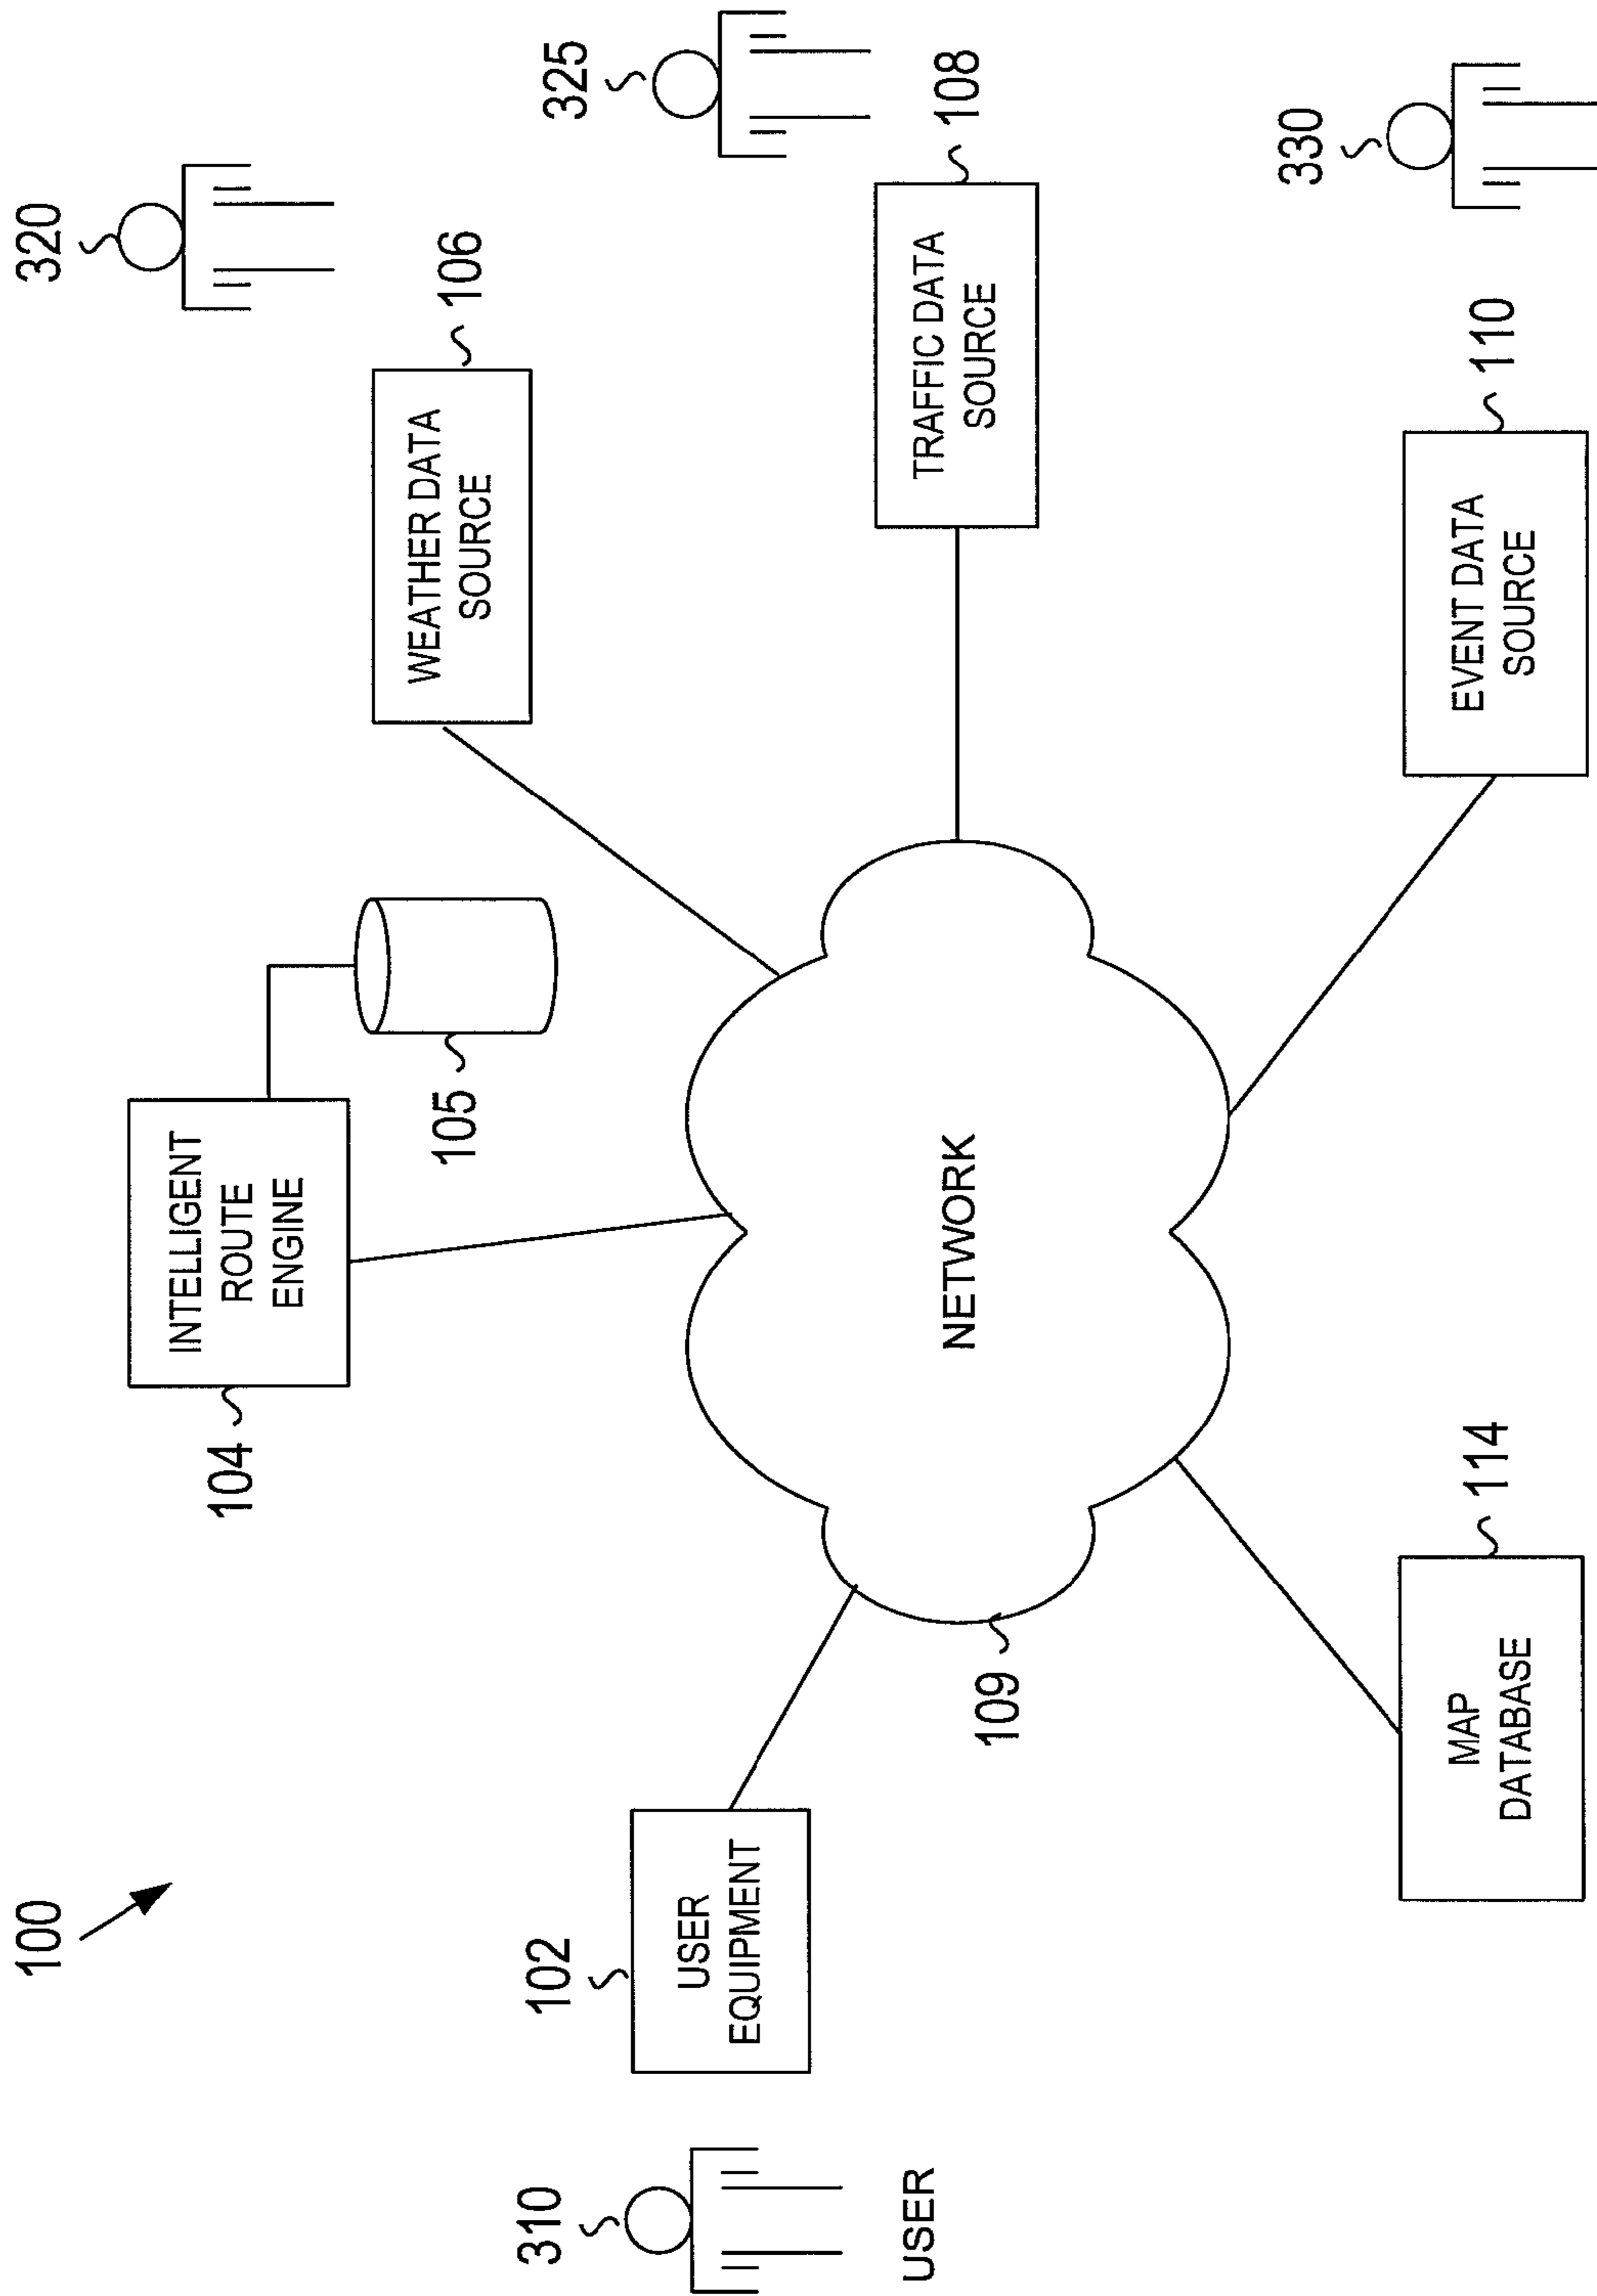 100
320
INTELLIGENT
ROUTE
ENGINE
104
105
WEATHER DATA
SOURCE
106
325
310
USER
102
USER
EQUIPMENT
NETWORK
109
TRAFFIC DATA
SOURCE
108
330
MAP
DATABASE
114
EVENT DATA
SOURCE
110